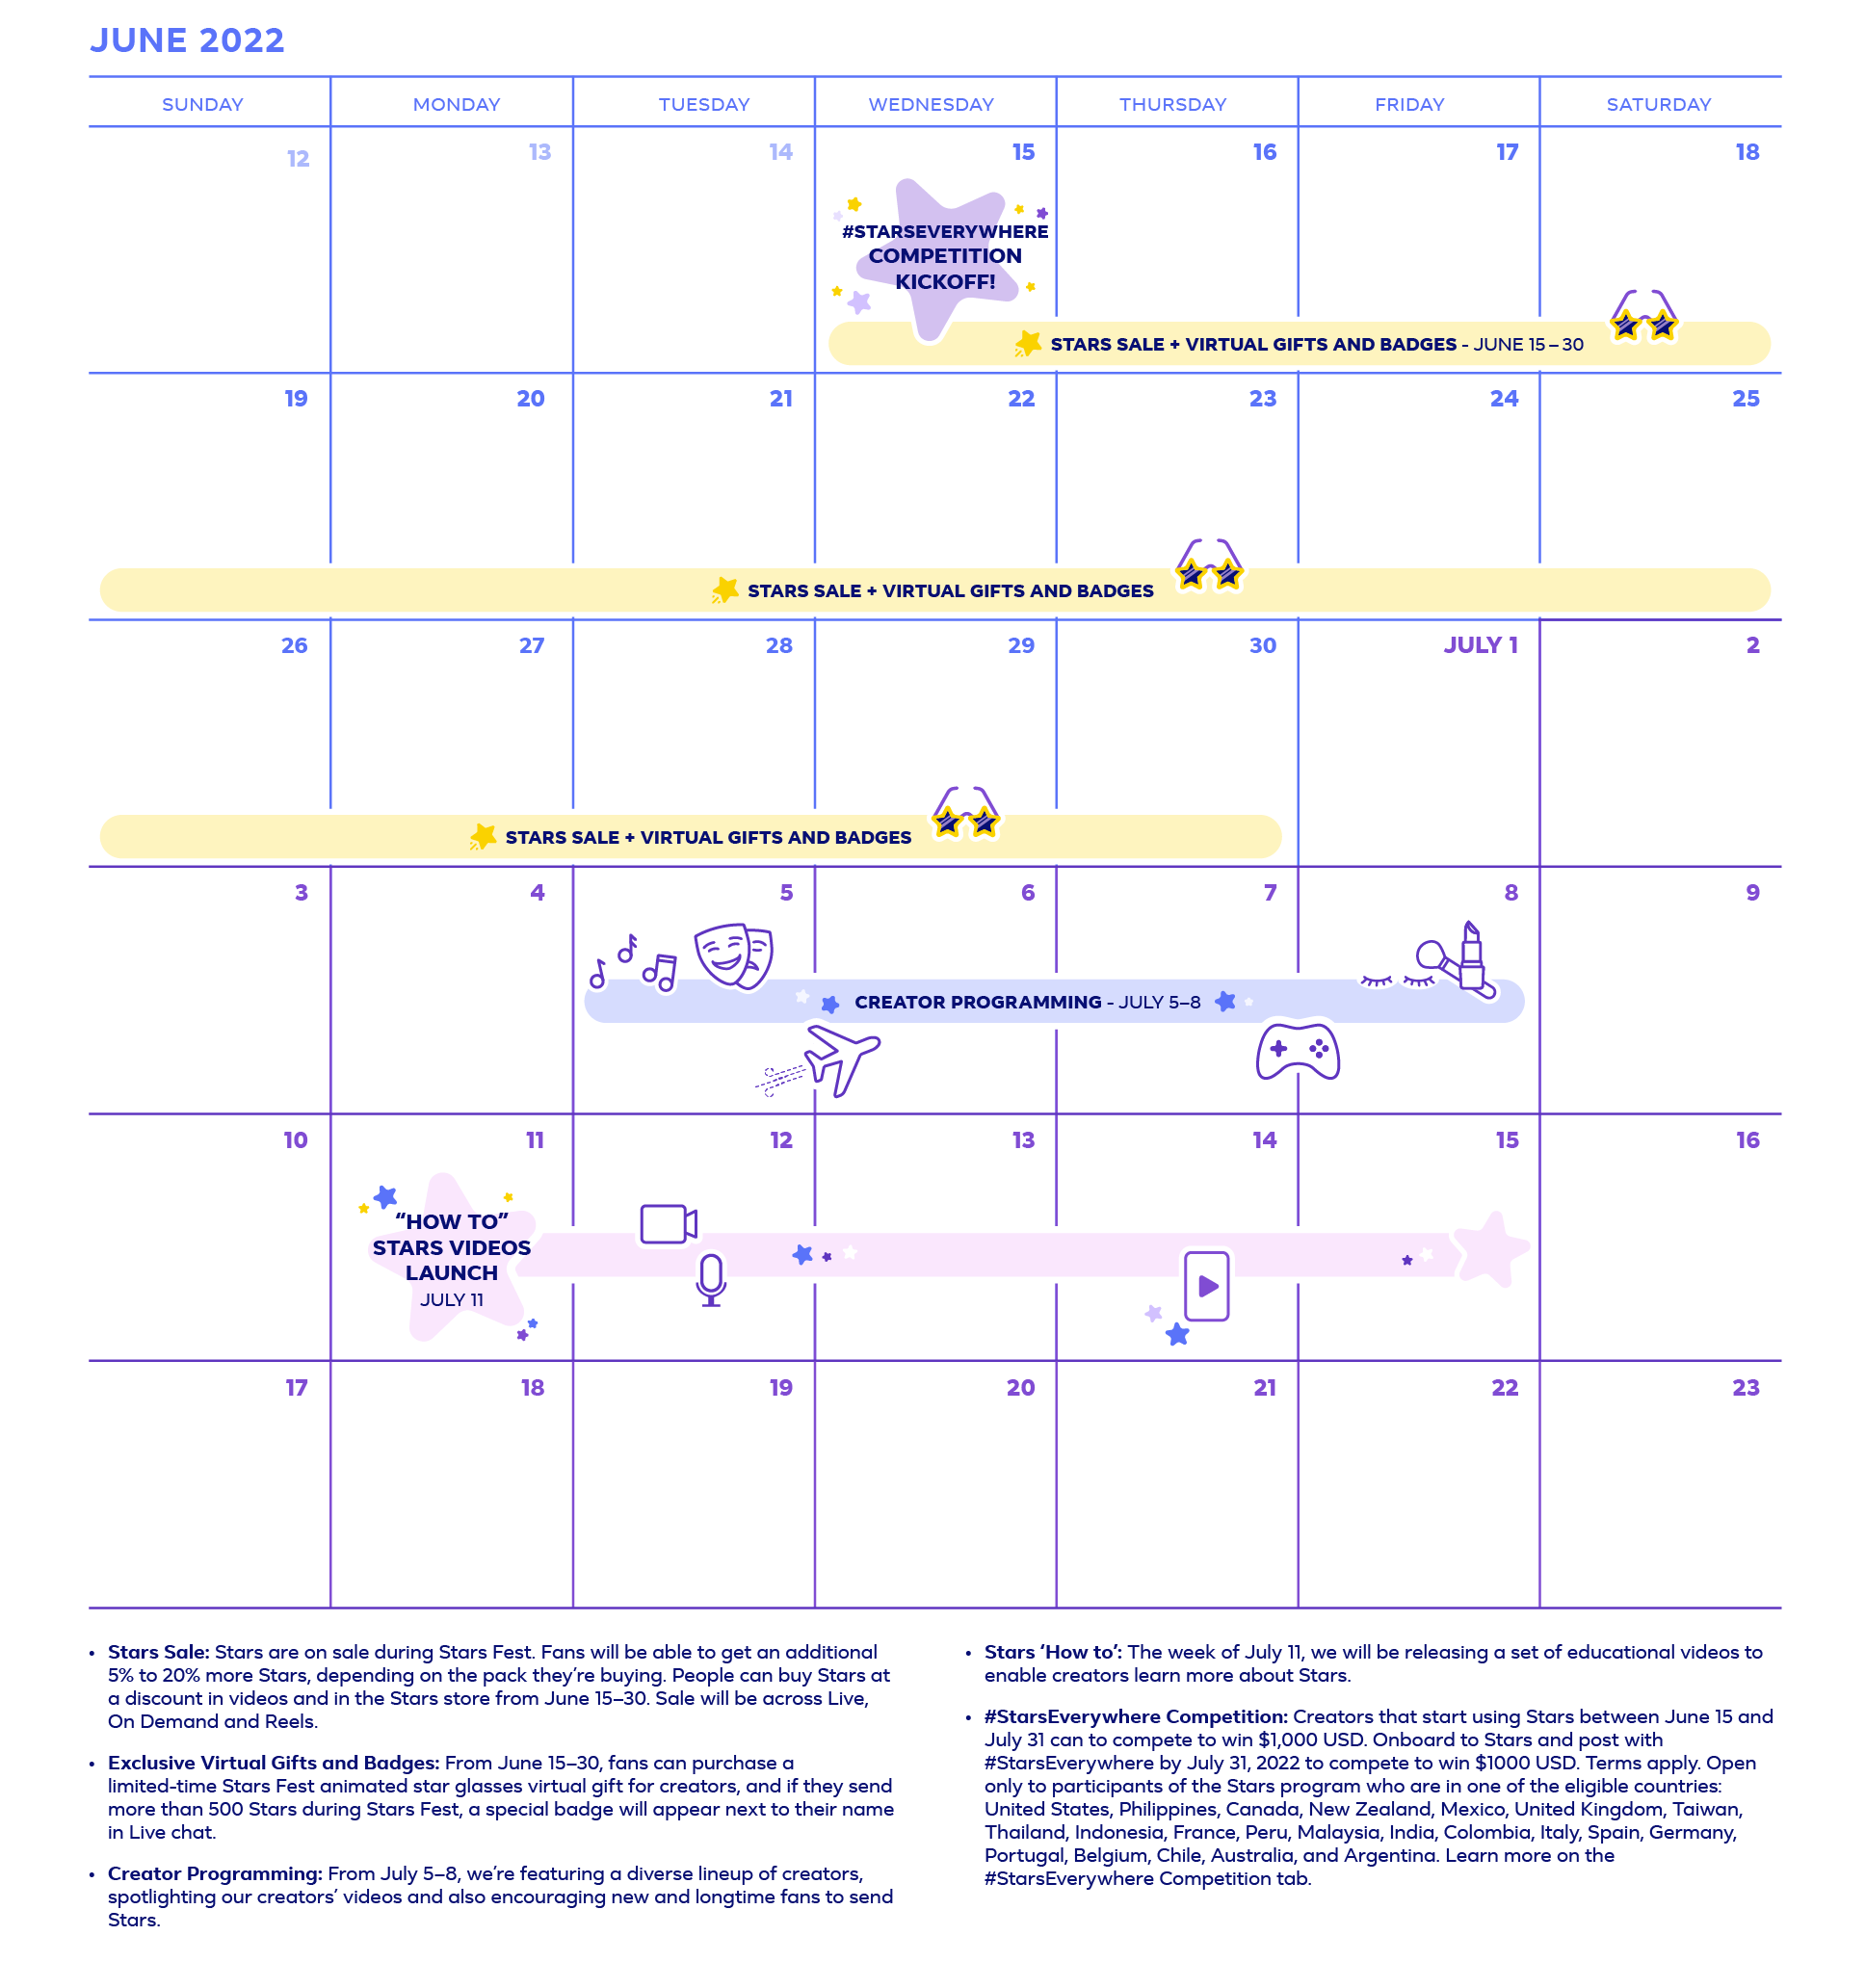 JUNE 2022
SUNDAY MONDAY TUESDAY WEDNESDAY THURSDAY FRIDAY SATURDAY
12 13 14 15 16 17 18
#STARSEVERYWHERE
COMPETITION
KICKOFF!
STARS SALE + VIRTUAL GIFTS AND BADGES - JUNE 15 – 30
19 20 21 22 23 24 25
STARS SALE + VIRTUAL GIFTS AND BADGES
26 27 28 29 30 JULY 1 2
STARS SALE + VIRTUAL GIFTS AND BADGES
3 4 5 6 7 8 9
CREATOR PROGRAMMING - JULY 5–8
10 11 12 13 14 15 16
“HOW TO”
STARS VIDEOS
LAUNCH
JULY 11
17 18 19 20 21 22 23
• Stars Sale: Stars are on sale during Stars Fest. Fans will be able to get an additional
5% to 20% more Stars, depending on the pack they’re buying. People can buy Stars at
a discount in videos and in the Stars store from June 15–30. Sale will be across Live,
On Demand and Reels.
• Exclusive Virtual Gifts and Badges: From June 15–30, fans can purchase a
limited-time Stars Fest animated star glasses virtual gift for creators, and if they send
more than 500 Stars during Stars Fest, a special badge will appear next to their name
in Live chat.
• Creator Programming: From July 5–8, we’re featuring a diverse lineup of creators,
spotlighting our creators’ videos and also encouraging new and longtime fans to send
Stars.
• Stars ‘How to’: The week of July 11, we will be releasing a set of educational videos to
enable creators learn more about Stars.
• #StarsEverywhere Competition: Creators that start using Stars between June 15 and
July 31 can to compete to win $1,000 USD. Onboard to Stars and post with
#StarsEverywhere by July 31, 2022 to compete to win $1000 USD. Terms apply. Open
only to participants of the Stars program who are in one of the eligible countries:
United States, Philippines, Canada, New Zealand, Mexico, United Kingdom, Taiwan,
Thailand, Indonesia, France, Peru, Malaysia, India, Colombia, Italy, Spain, Germany,
Portugal, Belgium, Chile, Australia, and Argentina. Learn more on the
#StarsEverywhere Competition tab.